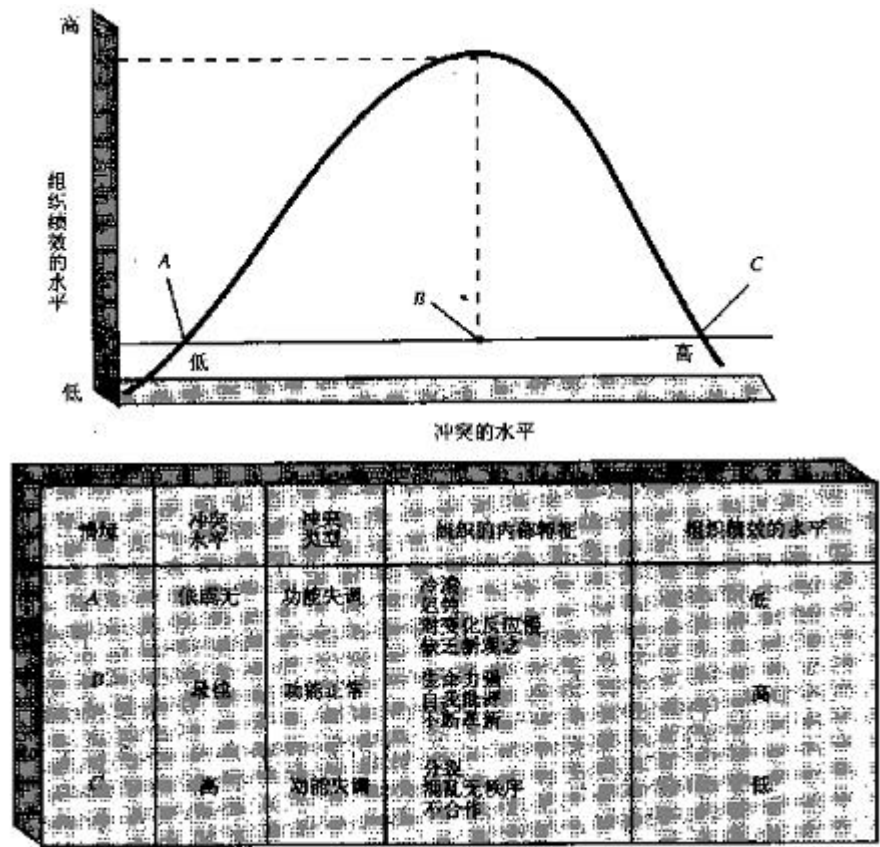 高
组织绩效的水平
A
B
C
低
高
低
冲突的水平
情境
冲突
水平
冲突
类型
组织的内部特征
组织绩效的水平
A
低或无
功能失调
冷漠
迟钝
对变化反应慢
缺乏新观念
低
B
最佳
功能正常
生命力强
自我批评
不断革新
高
C
高
功能失调
分裂
混乱无秩序
不合作
低